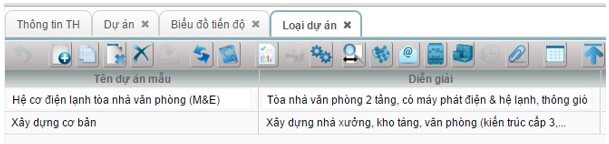 Thông tin TH Dự án Biểu đồ tiến độ Loại dự án
Tên dự án mẫu Diễn giải
Hệ cơ điện lạnh tòa nhà văn phòng (M&E) Tòa nhà văn phòng 2 tầng, có máy phát điện & hệ lạnh, thông gió
Xây dựng cơ bản Xây dựng nhà xưởng, kho tàng, văn phòng (kiến trúc cấp 3,...